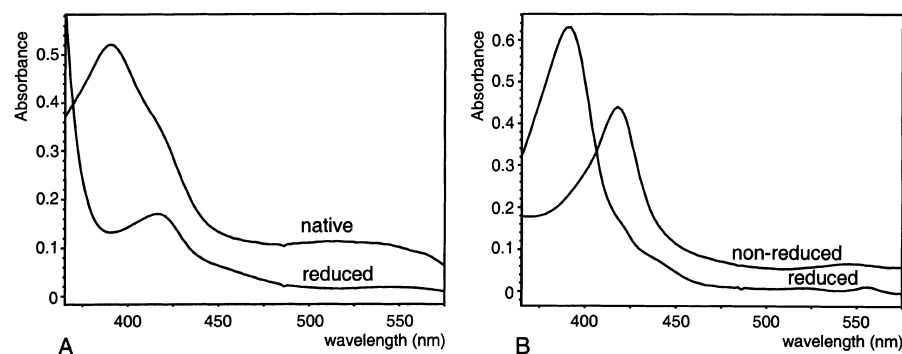 Absorbance
0.5
0.4
0.3
0.2
0.1
0
native
reduced
400
450
500
550
wavelength (nm)
A
Absorbance
0.6
0.5
0.4
0.3
0.2
0.1
0
non-reduced
reduced
400
450
500
550
wavelength (nm)
B